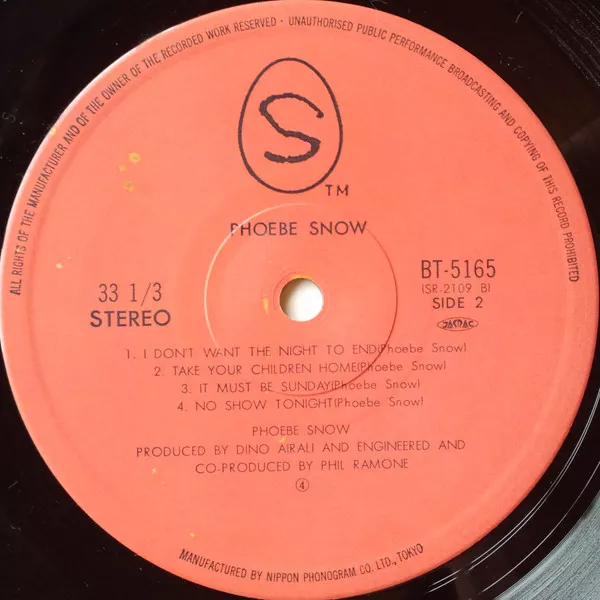 ALL RIGHTS OF THE MANUFACTURER AND OF THE OWNER OF THE RECORDED WORK RESERVED · UNAUTHORISED PUBLIC PERFORMANCE BROADCASTING AND COPYING OF THIS RECORD PROHIBITED
S
TM
PHOEBE SNOW
33 1/3
STEREO
BT-5165
(SR-2109 B)
SIDE 2
1. I DON'T WANT THE NIGHT TO END(Phoebe Snow)
2. TAKE YOUR CHILDREN HOME(Phoebe Snow)
3. IT MUST BE SUNDAY(Phoebe Snow)
4. NO SHOW TONIGHT(Phoebe Snow)
PHOEBE SNOW
PRODUCED BY DINO AIRALI AND ENGINEERED AND
CO-PRODUCED BY PHIL RAMONE
④
MANUFACTURED BY NIPPON PHONOGRAM CO. LTD., TOKYO